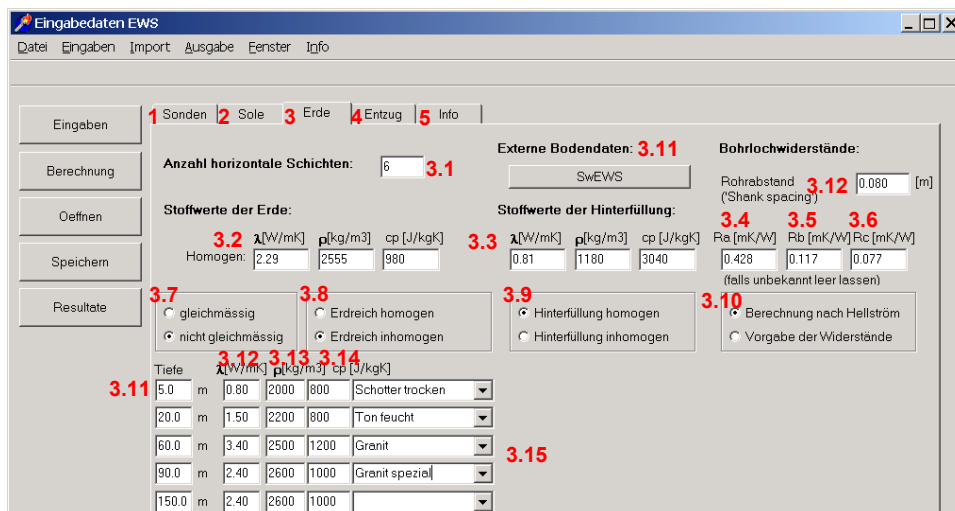 Eingabedaten EWS
Datei Eingaben Import Ausgabe Fenster Info
1 Sonden 2 Sole 3 Erde 4 Entzug 5 Info
Eingaben
Berechnung
Oeffnen
Speichern
Resultate
Anzahl horizontale Schichten: 6 3.1
Externe Bodendaten: 3.11
SwEWS
Bohrlochwiderstände:
Rohrabstand 3.12 0.080 [m]
('Shank spacing')
Stoffwerte der Erde:
3.2 λ[W/mK] ρ[kg/m3] cp [J/kgK]
Homogen: 2.29 2555 980
Stoffwerte der Hinterfüllung:
3.3 λ[W/mK] ρ[kg/m3] cp [J/kgK]
0.81 1180 3040
3.4 3.5 3.6
Ra [mK/W] Rb [mK/W] Rc [mK/W]
0.428 0.117 0.077
(falls unbekannt leer lassen)
3.7
gleichmässig
nicht gleichmässig
3.8
Erdreich homogen
Erdreich inhomogen
3.9
Hinterfüllung homogen
Hinterfüllung inhomogen
3.10
Berechnung nach Hellström
Vorgabe der Widerstände
3.12 3.13 3.14
Tiefe λ[W/mK] ρ[kg/m3] cp [J/kgK]
3.11 5.0 m 0.80 2000 800 Schotter trocken
20.0 m 1.50 2200 800 Ton feucht
60.0 m 3.40 2500 1200 Granit
3.15
90.0 m 2.40 2600 1000 Granit spezial
150.0 m 2.40 2600 1000